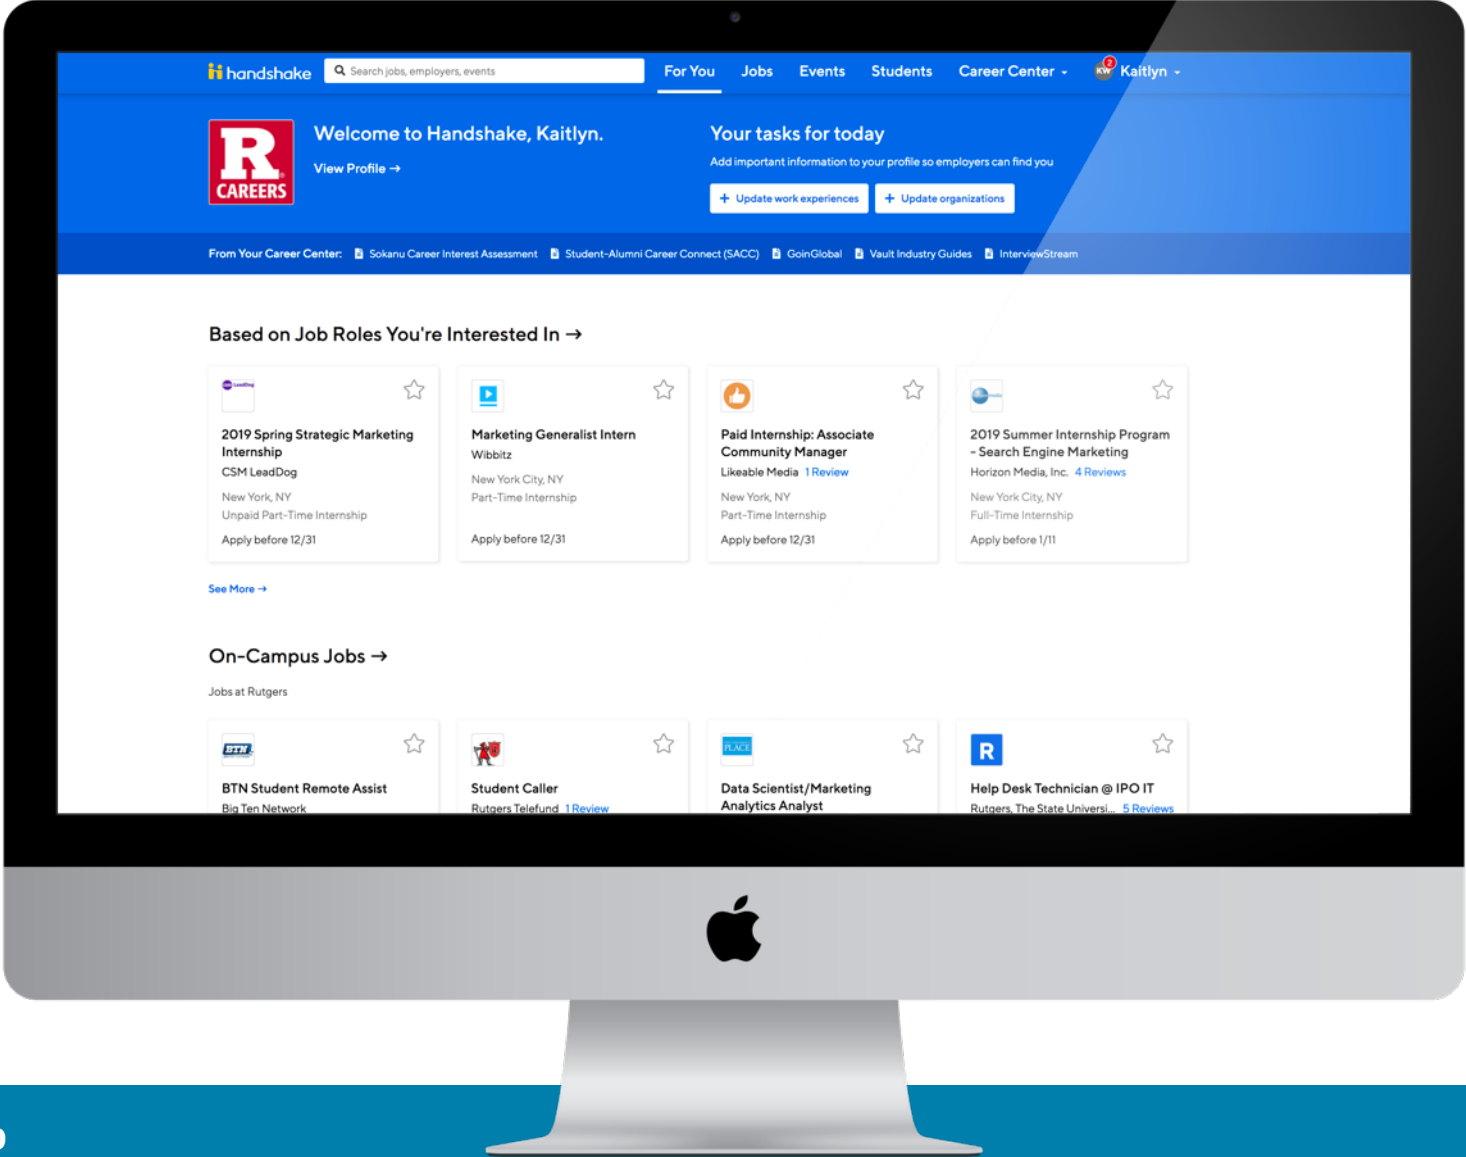 handshake
Search jobs, employers, events
For You
Jobs
Events
Students
Career Center
KW
2
Kaitlyn
R
CAREERS
Welcome to Handshake, Kaitlyn.
View Profile →
Your tasks for today
Add important information to your profile so employers can find you
+ Update work experiences
+ Update organizations
From Your Career Center:
Sokanu Career Interest Assessment
Student-Alumni Career Connect (SACC)
GoinGlobal
Vault Industry Guides
InterviewStream
Based on Job Roles You're Interested In →
LeadDog
2019 Spring Strategic Marketing
Internship
CSM LeadDog
New York, NY
Unpaid Part-Time Internship
Apply before 12/31
Marketing Generalist Intern
Wibbitz
New York City, NY
Part-Time Internship
Apply before 12/31
Paid Internship: Associate
Community Manager
Likeable Media 1 Review
New York, NY
Part-Time Internship
Apply before 12/31
2019 Summer Internship Program
- Search Engine Marketing
Horizon Media, Inc. 4 Reviews
New York City, NY
Full-Time Internship
Apply before 1/11
See More →
On-Campus Jobs →
Jobs at Rutgers
BTN
BTN Student Remote Assist
Big Ten Network
Student Caller
Rutgers Telefund 1 Review
PLACE
Data Scientist/Marketing
Analytics Analyst
R
Help Desk Technician @ IPO IT
Rutgers, The State Universi... 5 Reviews